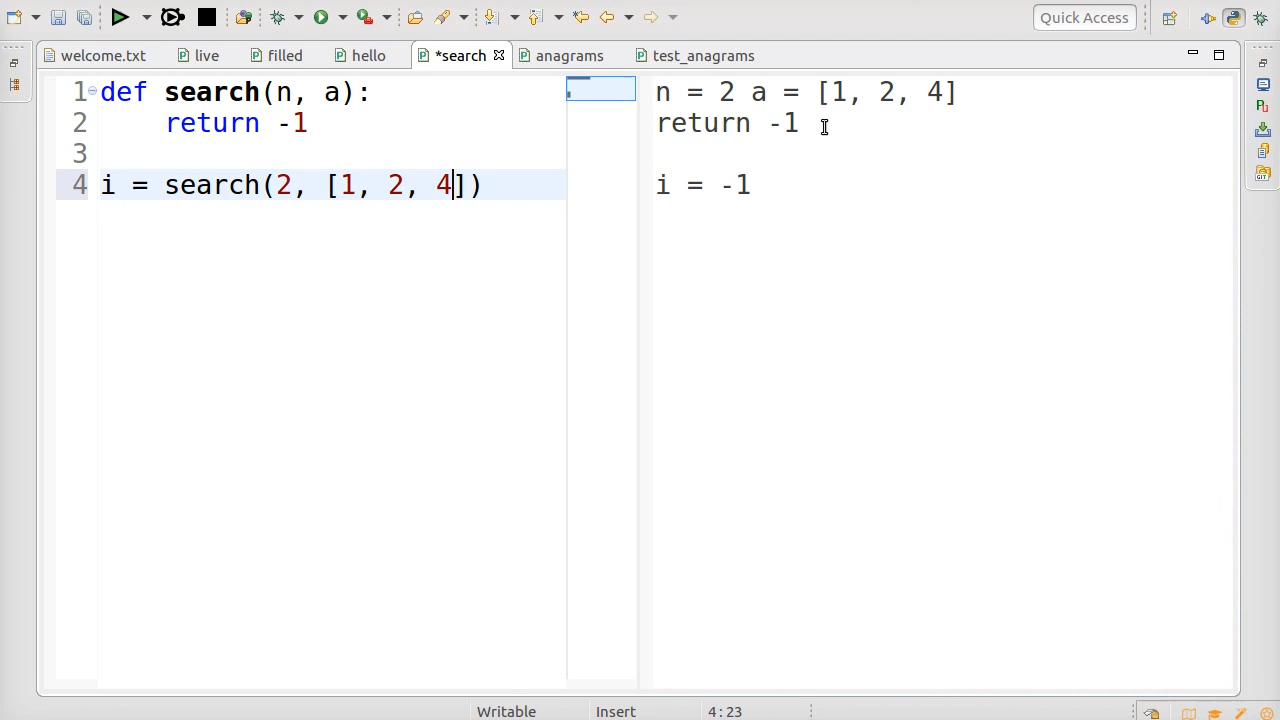 Quick Access
welcome.txt live filled hello *search anagrams test_anagrams
1 def search(n, a):
2 return -1
3
4 i = search(2, [1, 2, 4])
n = 2 a = [1, 2, 4]
return -1
i = -1
Writable Insert 4:23